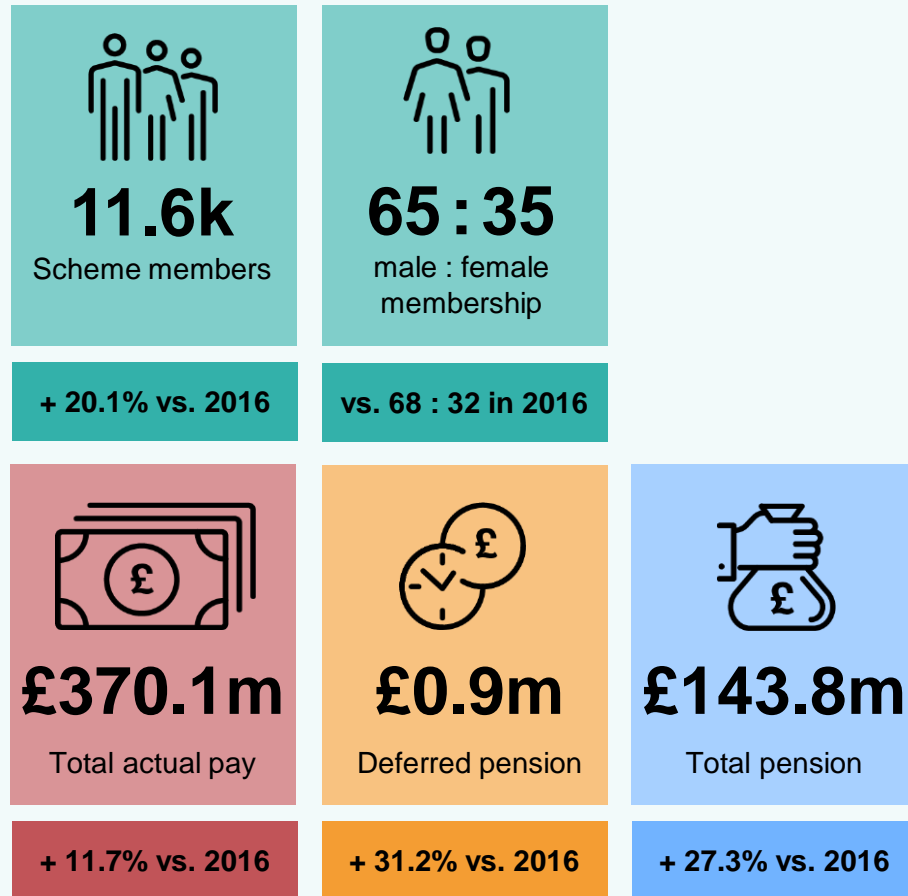 11.6k
Scheme members
+ 20.1% vs. 2016
65 : 35
male : female
membership
vs. 68 : 32 in 2016
£
£370.1m
Total actual pay
+ 11.7% vs. 2016
£
£0.9m
Deferred pension
+ 31.2% vs. 2016
£
£143.8m
Total pension
+ 27.3% vs. 2016